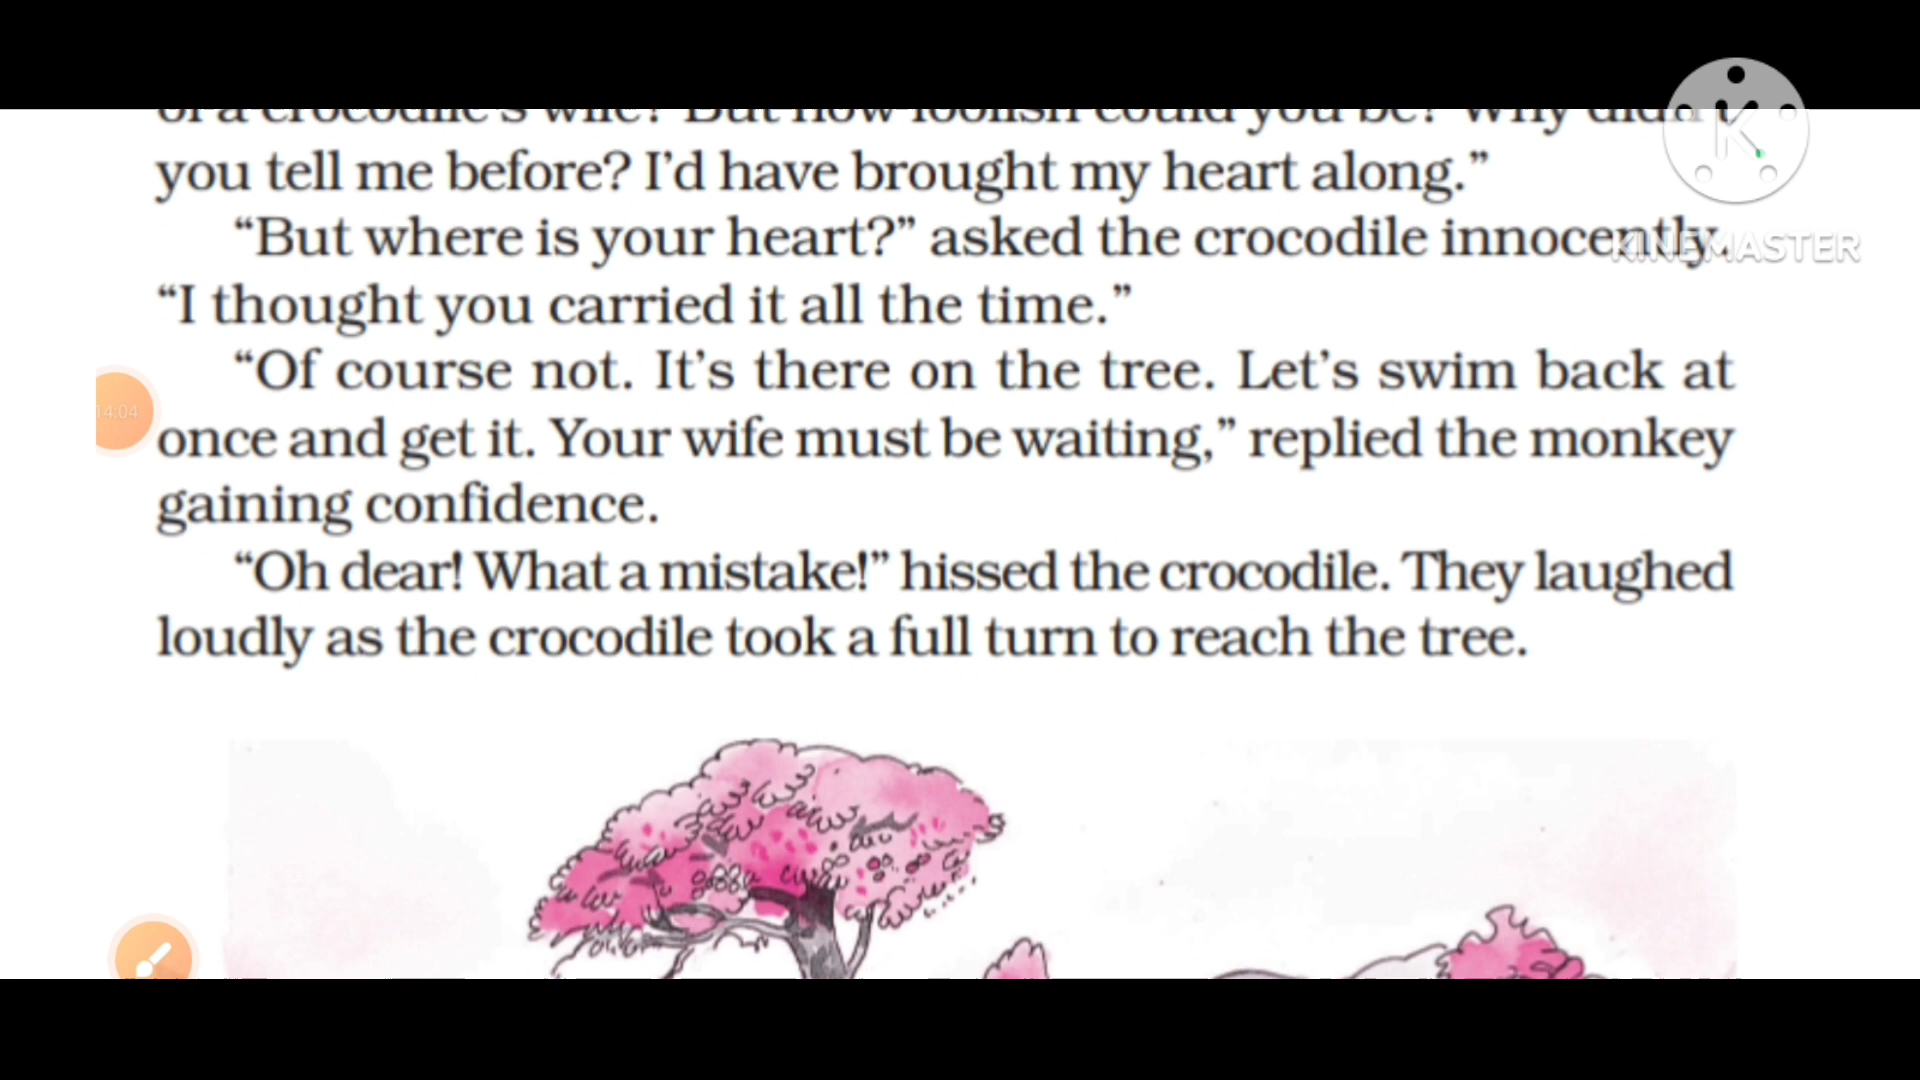 of a crocodile's wife? But how foolish could you be? Why didn't
you tell me before? I'd have brought my heart along.”
“But where is your heart?” asked the crocodile innocently.
“I thought you carried it all the time.”
“Of course not. It's there on the tree. Let's swim back at
once and get it. Your wife must be waiting,” replied the monkey
gaining confidence.
“Oh dear! What a mistake!” hissed the crocodile. They laughed
loudly as the crocodile took a full turn to reach the tree.
14:04
K
KINEMASTER